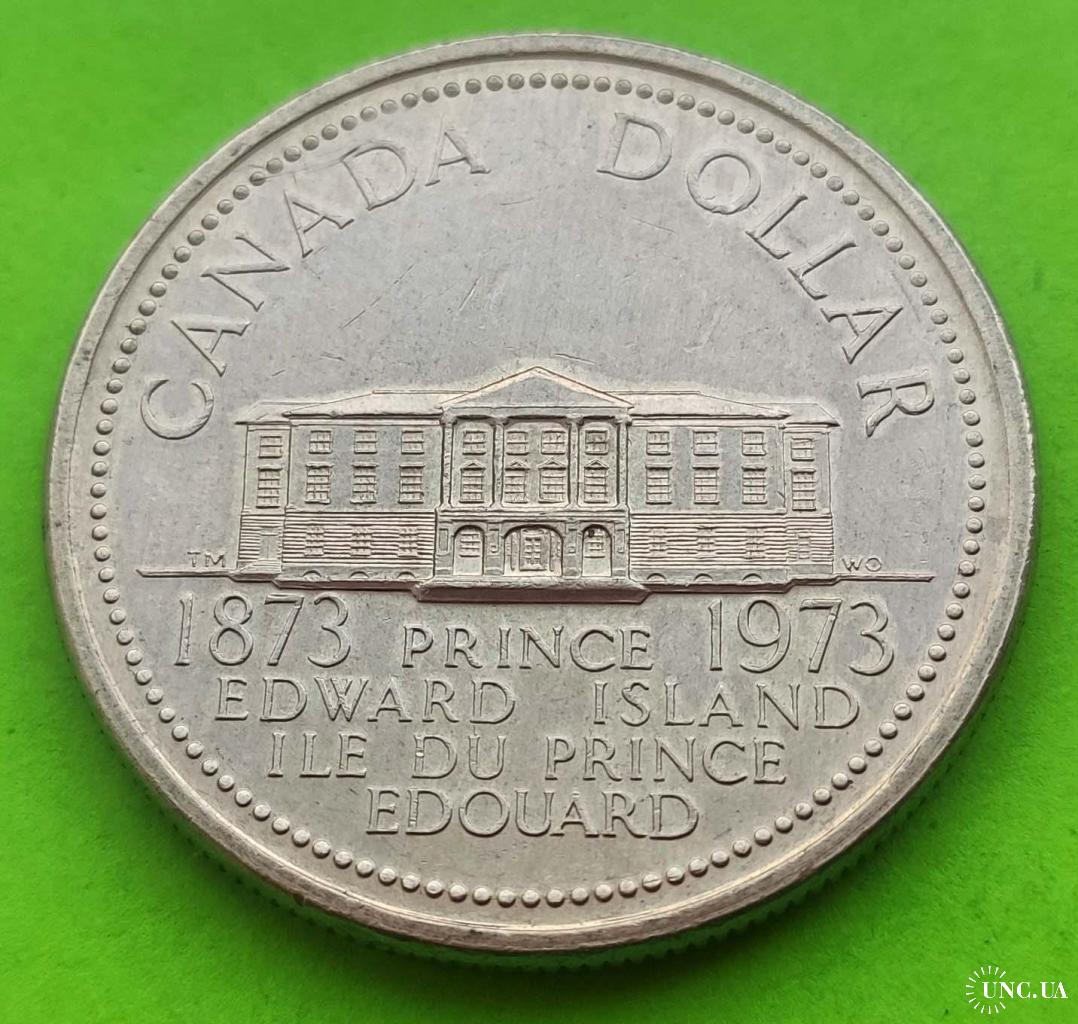 CANADA DOLLAR
TM WO
1873 PRINCE 1973
EDWARD ISLAND
ILE DU PRINCE
EDOUARD
UNC.UA